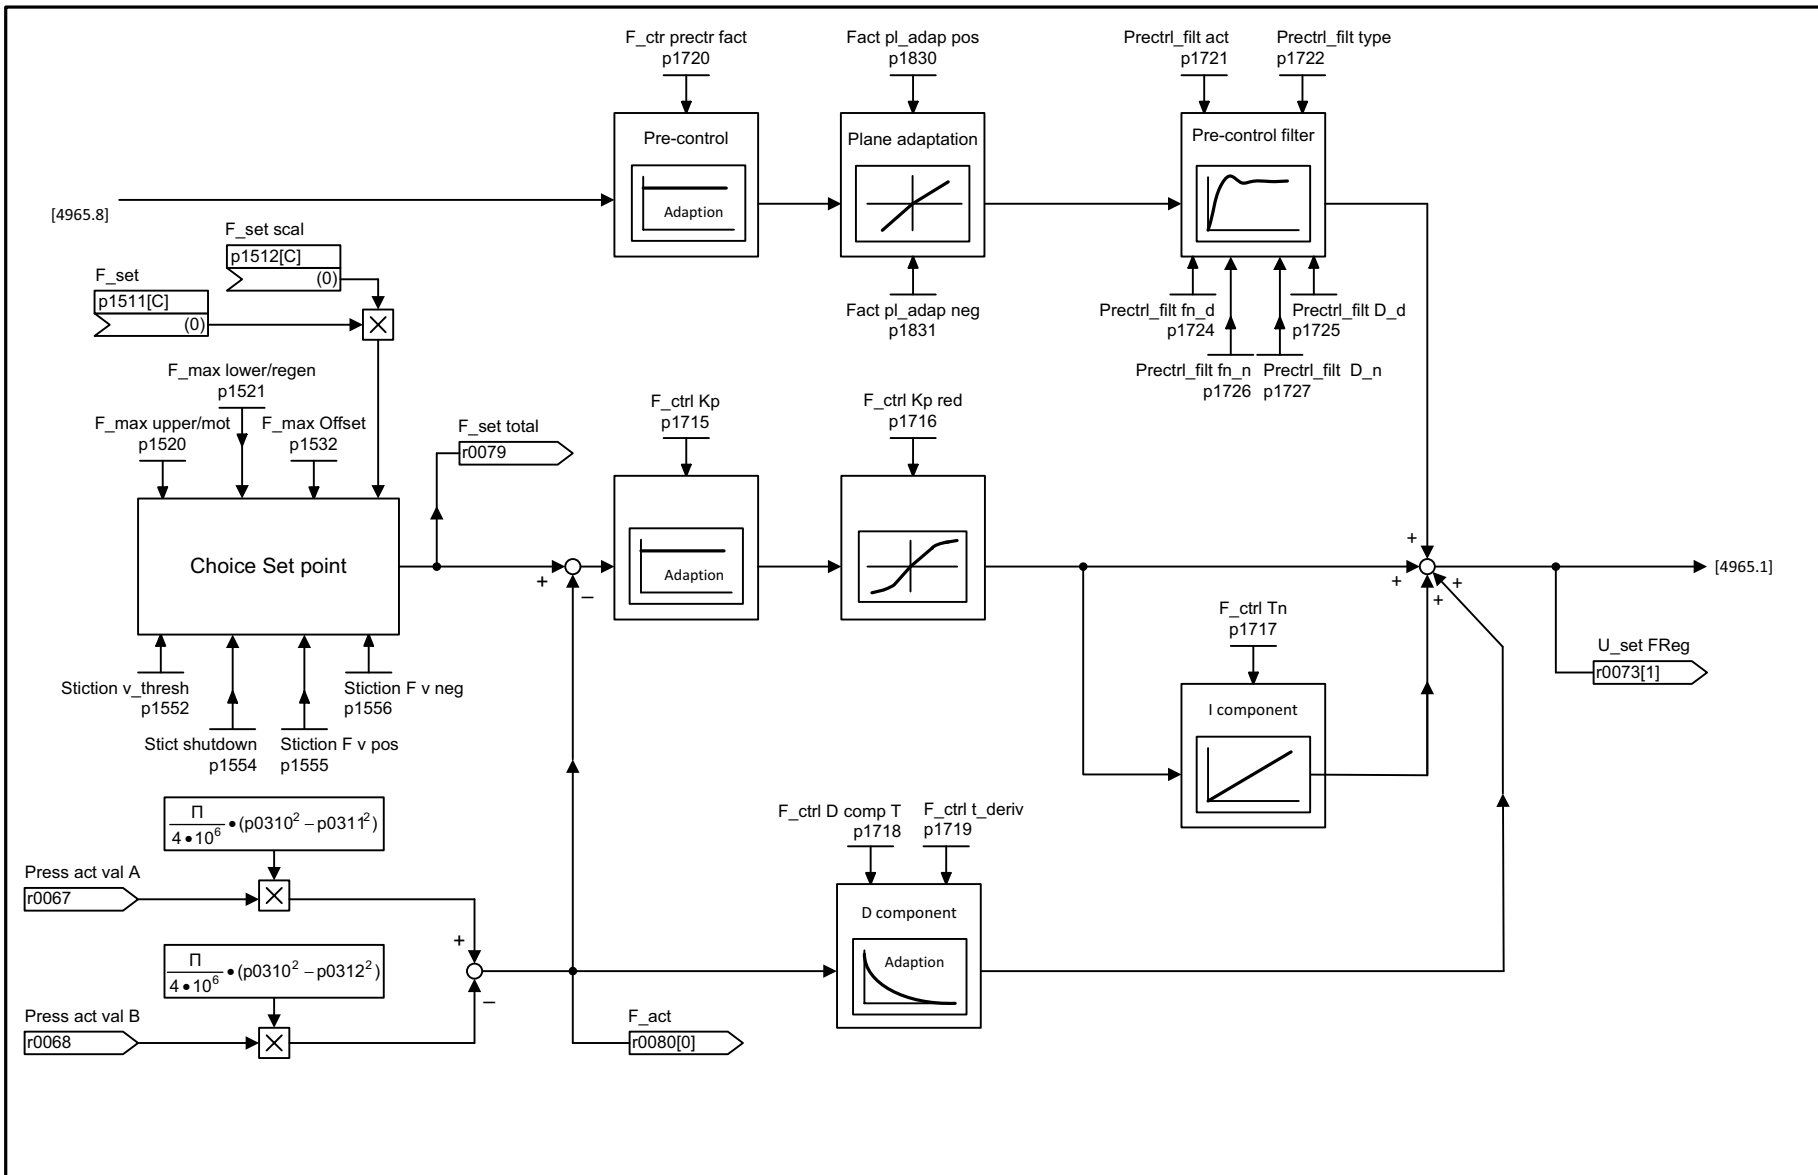 F_ctr prectr fact
p1720
Fact pl_adap pos
p1830
Prectrl_filt act
p1721
Prectrl_filt type
p1722
Pre-control
Adaption
Plane adaptation
Pre-control filter
[4965.8]
F_set scal
p1512[C]
(0)
F_set
p1511[C]
(0)
Fact pl_adap neg
p1831
Prectrl_filt fn_d
p1724
Prectrl_filt D_d
p1725
Prectrl_filt fn_n
p1726
Prectrl_filt D_n
p1727
F_max lower/regen
p1521
F_max upper/mot
p1520
F_max Offset
p1532
F_set total
r0079
F_ctrl Kp
p1715
F_ctrl Kp red
p1716
Choice Set point
+
–
Adaption
+
+
+
+
[4965.1]
F_ctrl Tn
p1717
U_set FReg
r0073[1]
Stiction v_thresh
p1552
Stiction F v neg
p1556
Stict shutdown
p1554
Stiction F v pos
p1555
I component
Π
4 • 10⁶ • (p0310² – p0311²)
Press act val A
r0067
+
–
Π
4 • 10⁶ • (p0310² – p0312²)
Press act val B
r0068
F_ctrl D comp T
p1718
F_ctrl t_deriv
p1719
D component
Adaption
F_act
r0080[0]